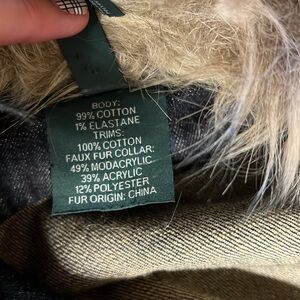 BODY:
99% COTTON
1% ELASTANE
TRIMS:
100% COTTON
FAUX FUR COLLAR:
49% MODACRYLIC
39% ACRYLIC
12% POLYESTER
FUR ORIGIN: CHINA